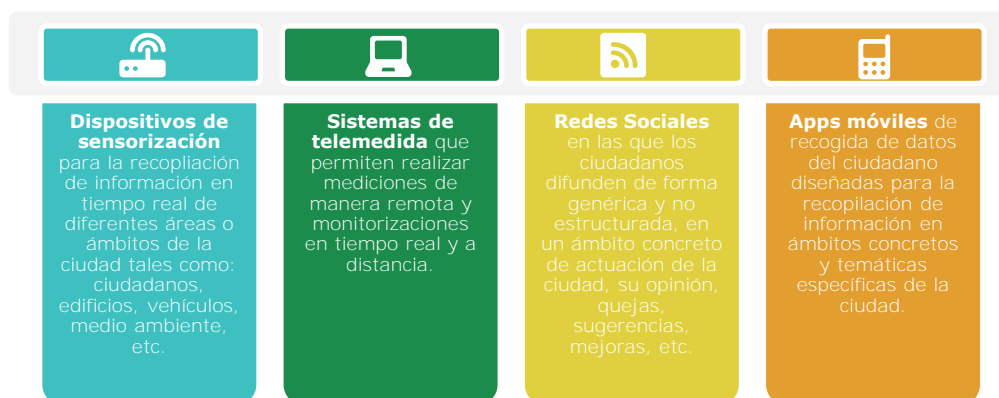 Dispositivos de
sensorización
para la recopliación
de información en
tiempo real de
diferentes áreas o
ámbitos de la
ciudad tales como:
ciudadanos,
edificios, vehículos,
medio ambiente,
etc.
Sistemas de
telemedida que
permiten realizar
mediciones de
manera remota y
monitorizaciones
en tiempo real y a
distancia.
Redes Sociales
en las que los
ciudadanos
difunden de forma
genérica y no
estructurada, en
un ámbito concreto
de actuación de la
ciudad, su opinión,
quejas,
sugerencias,
mejoras, etc.
Apps móviles de
recogida de datos
del ciudadano
diseñadas para la
recopilación de
información en
ámbitos concretos
y temáticas
específicas de la
ciudad.